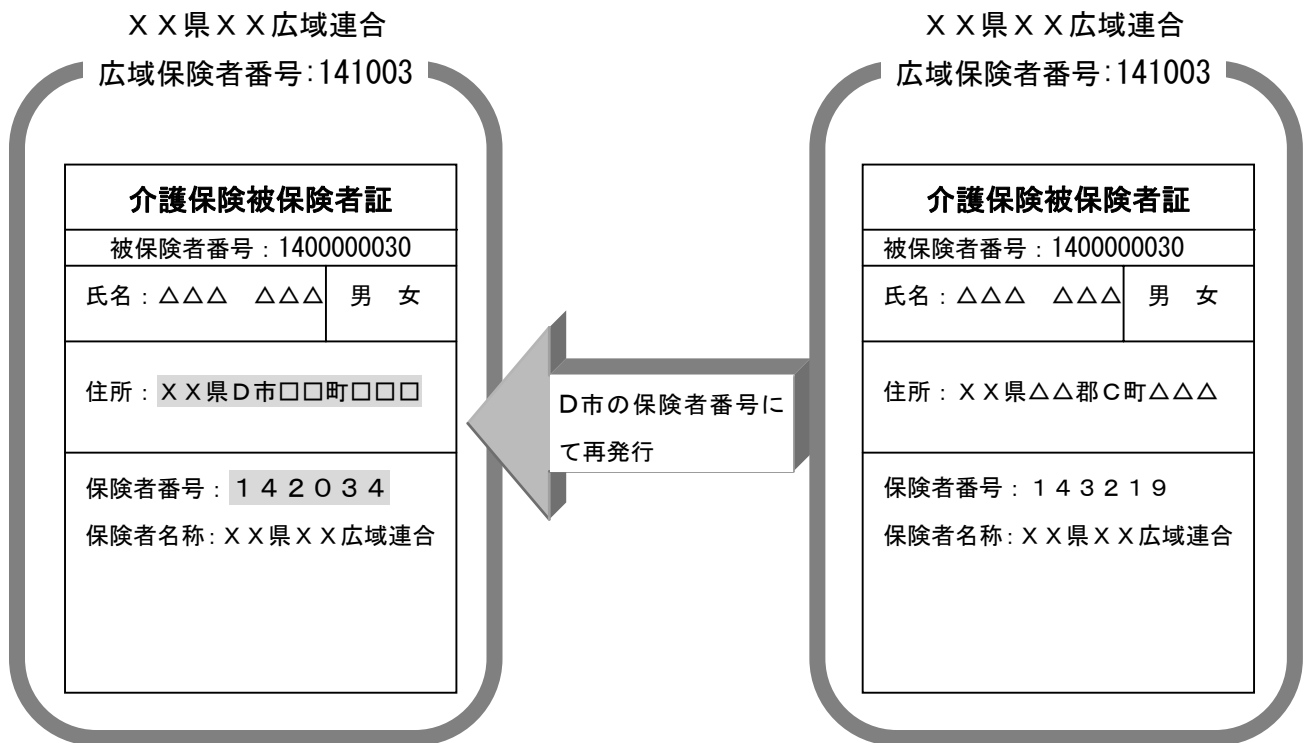 ＸＸ県ＸＸ広域連合
広域保険者番号：141003
介護保険被保険者証
被保険者番号：1400000030
氏名：△△△　△△△　男　女
住所：ＸＸ県Ｄ市□□町□□□
保険者番号：１４２０３４
保険者名称：ＸＸ県ＸＸ広域連合
Ｄ市の保険者番号に
て再発行
ＸＸ県ＸＸ広域連合
広域保険者番号：141003
介護保険被保険者証
被保険者番号：1400000030
氏名：△△△　△△△　男　女
住所：ＸＸ県△△郡Ｃ町△△△
保険者番号：１４３２１９
保険者名称：ＸＸ県ＸＸ広域連合